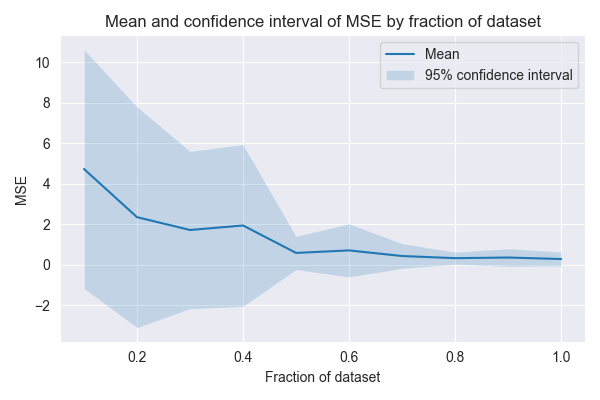 Mean and confidence interval of MSE by fraction of dataset
Mean
95% confidence interval
10
8
6
4
2
0
−2
MSE
0.2
0.4
0.6
0.8
1.0
Fraction of dataset